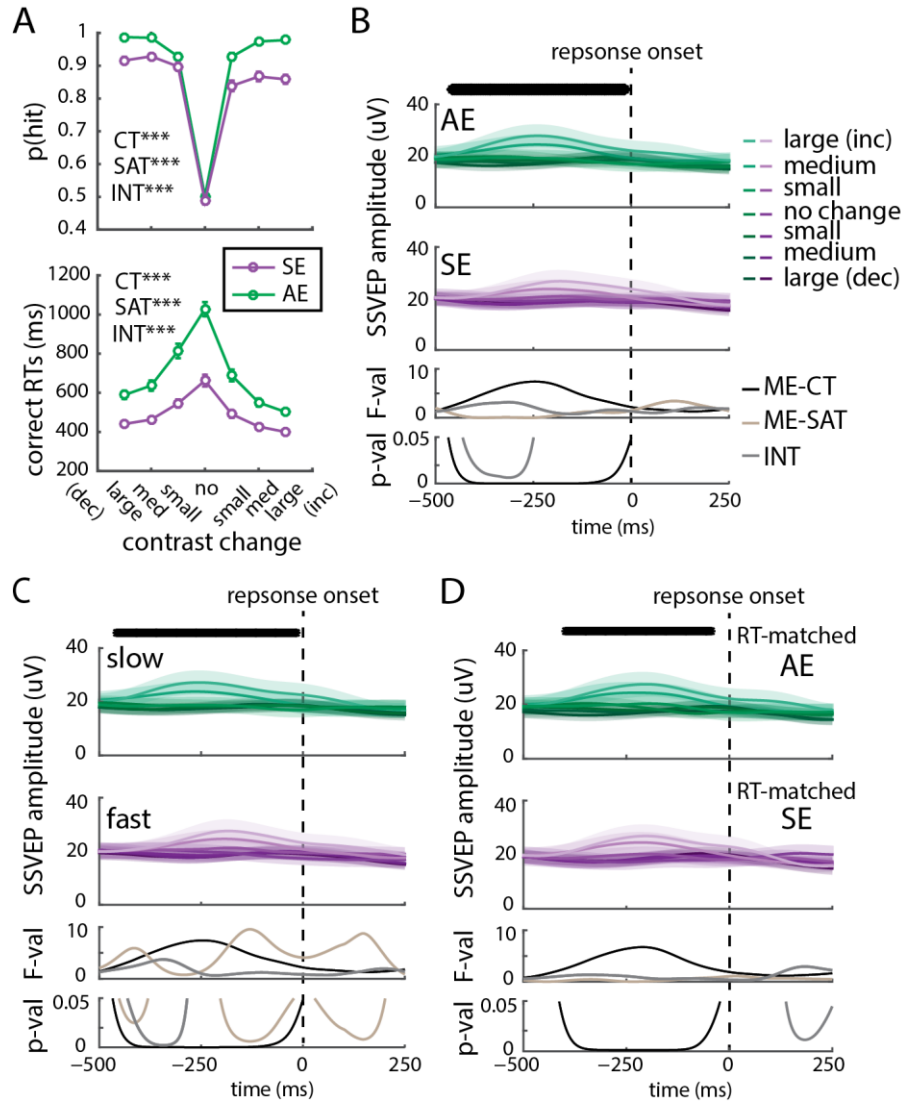 A
p(hit)
1
0.9
0.8
0.7
0.6
0.5
0.4
CT***
SAT***
INT***
SE
AE
correct RTs (ms)
1200
1000
800
600
400
200
CT***
SAT***
INT***
(dec)
large
med
small
no
small
med
large
(inc)
contrast change
B
repsonse onset
AE
40
20
0
SE
40
20
0
SSVEP amplitude (uV)
large (inc)
medium
small
no change
small
medium
large (dec)
F-val
10
0
p-val
0.05
0
ME-CT
ME-SAT
INT
−500
−250
0
250
time (ms)
C
repsonse onset
slow
40
20
0
fast
40
20
0
SSVEP amplitude (uV)
F-val
10
0
p-val
0.05
0
−500
−250
0
250
time (ms)
D
repsonse onset
RT-matched
AE
40
20
0
RT-matched
SE
40
20
0
SSVEP amplitude (uV)
F-val
10
0
p-val
0.05
0
−500
−250
0
250
time (ms)